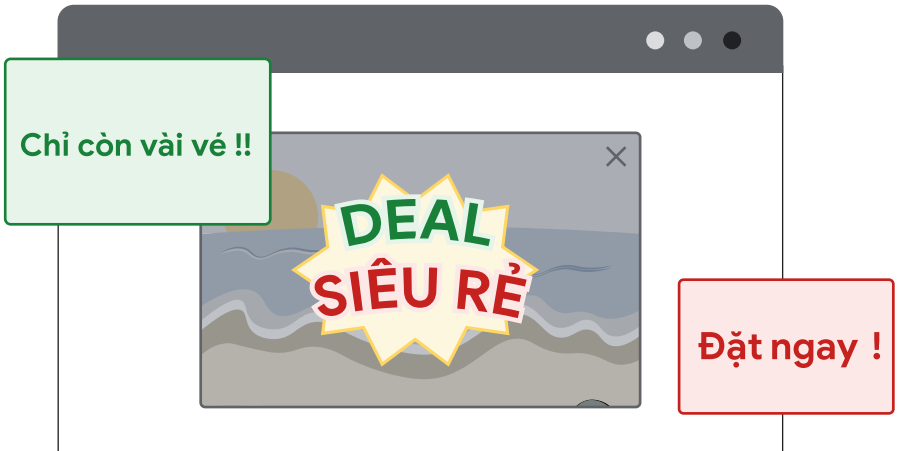 Chỉ còn vài vé !!
DEAL
SIÊU RẺ
Đặt ngay !